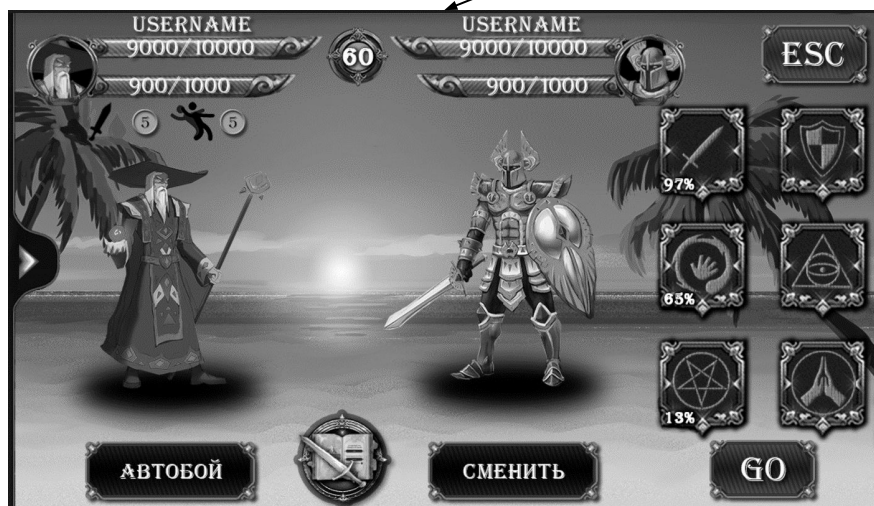 USERNAME
9000/10000
900/1000
60
USERNAME
9000/10000
900/1000
ESC
5
5
97%
65%
13%
АВТОБОЙ
СМЕНИТЬ
GO